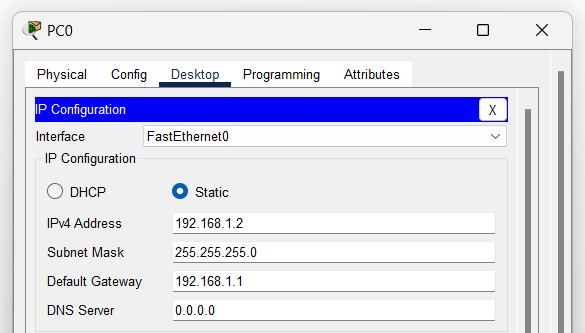 PC0
Physical Config Desktop Programming Attributes
IP Configuration X
Interface FastEthernet0
IP Configuration
DHCP Static
IPv4 Address 192.168.1.2
Subnet Mask 255.255.255.0
Default Gateway 192.168.1.1
DNS Server 0.0.0.0